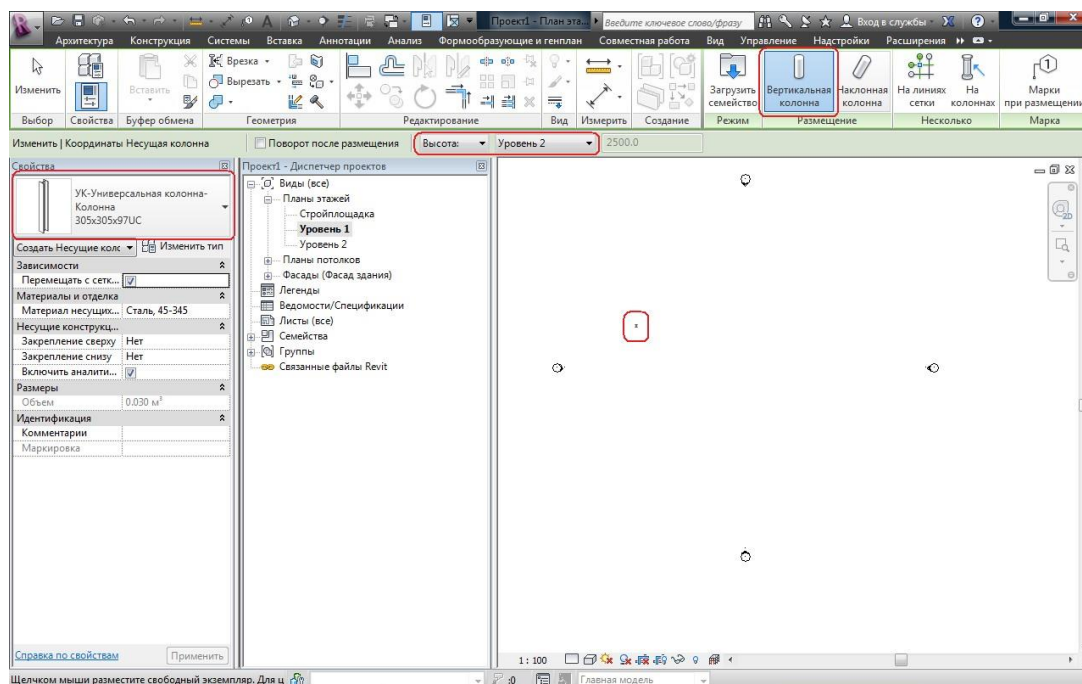 Проект1 - План эта...
Введите ключевое слово/фразу
Вход в службы
Архитектура Конструкция Системы Вставка Аннотации Анализ Формообразующие и генплан Совместная работа Вид Управление Надстройки Расширения
Изменить
Вставить
Врезка
Вырезать
Загрузить семейство
Вертикальная колонна
Наклонная колонна
На линиях сетки
На колоннах
Марки при размещении
Выбор Свойства Буфер обмена Геометрия Редактирование Вид Измерить Создание Режим Размещение Несколько Марка
Изменить | Координаты Несущая колонна
Поворот после размещения
Высота:
Уровень 2
2500.0
Свойства
УК-Универсальная колонна-
Колонна
305x305x97UC
Создать Несущие колс
Изменить тип
Зависимости
Перемещать с сетк...
Материалы и отделка
Материал несущих... Сталь, 45-345
Несущие конструкц...
Закрепление сверху Нет
Закрепление снизу Нет
Включить аналити...
Размеры
Объем 0.030 м³
Идентификация
Комментарии
Маркировка
Справка по свойствам
Применить
Проект1 - Диспетчер проектов
Виды (все)
Планы этажей
Стройплощадка
Уровень 1
Уровень 2
Планы потолков
Фасады (Фасад здания)
Легенды
Ведомости/Спецификации
Листы (все)
Семейства
Группы
Связанные файлы Revit
2D
1 : 100
Щелчком мыши разместите свободный экземпляр. Для ц
:0
Главная модель